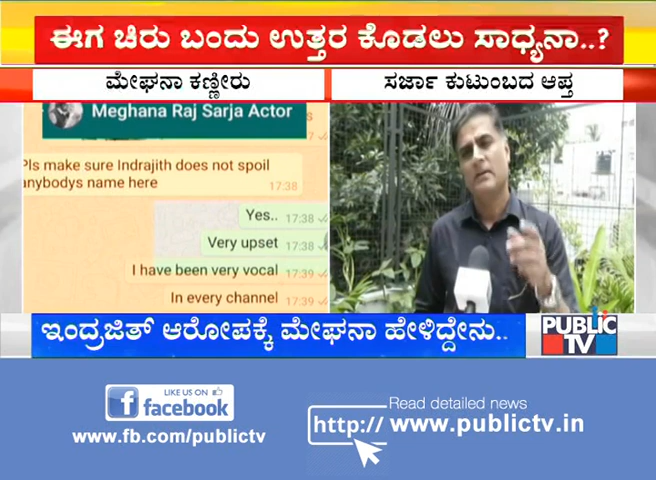 ಈಗ ಚಿರು ಬಂದು ಉತ್ತರ ಕೊಡಲು ಸಾಧ್ಯನಾ..?
ಮೇಘನಾ ಕಣ್ಣೀರು
ಸರ್ಜಾ ಕುಟುಂಬದ ಆಪ್ತ
Meghana Raj Sarja Actor
Pls make sure Indrajith does not spoil
anybodys name here
17:38
Yes.. 17:38
Very upset 17:38
I have been very vocal 17:39
In every channel 17:39
ಇಂದ್ರಜಿತ್ ಆರೋಪಕ್ಕೆ ಮೇಘನಾ ಹೇಳಿದ್ದೇನು..
PUBLiC
TV
LIKE US ON
f facebook
www.fb.com/publictv
Read detailed news
http:// www.publictv.in